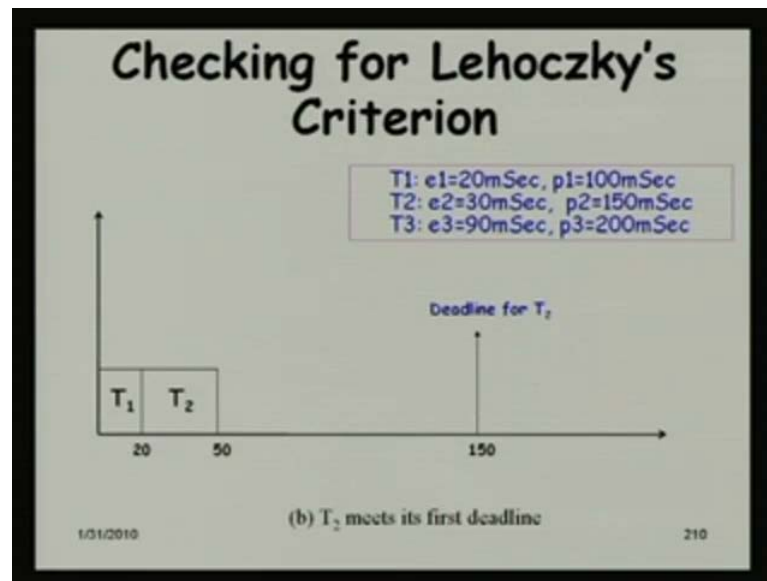 Checking for Lehoczky's
Criterion
T1: e1=20mSec, p1=100mSec
T2: e2=30mSec, p2=150mSec
T3: e3=90mSec, p3=200mSec
Deadline for T₂
T₁ T₂
20 50 150
(b) T₂ meets its first deadline
1/31/2010 210